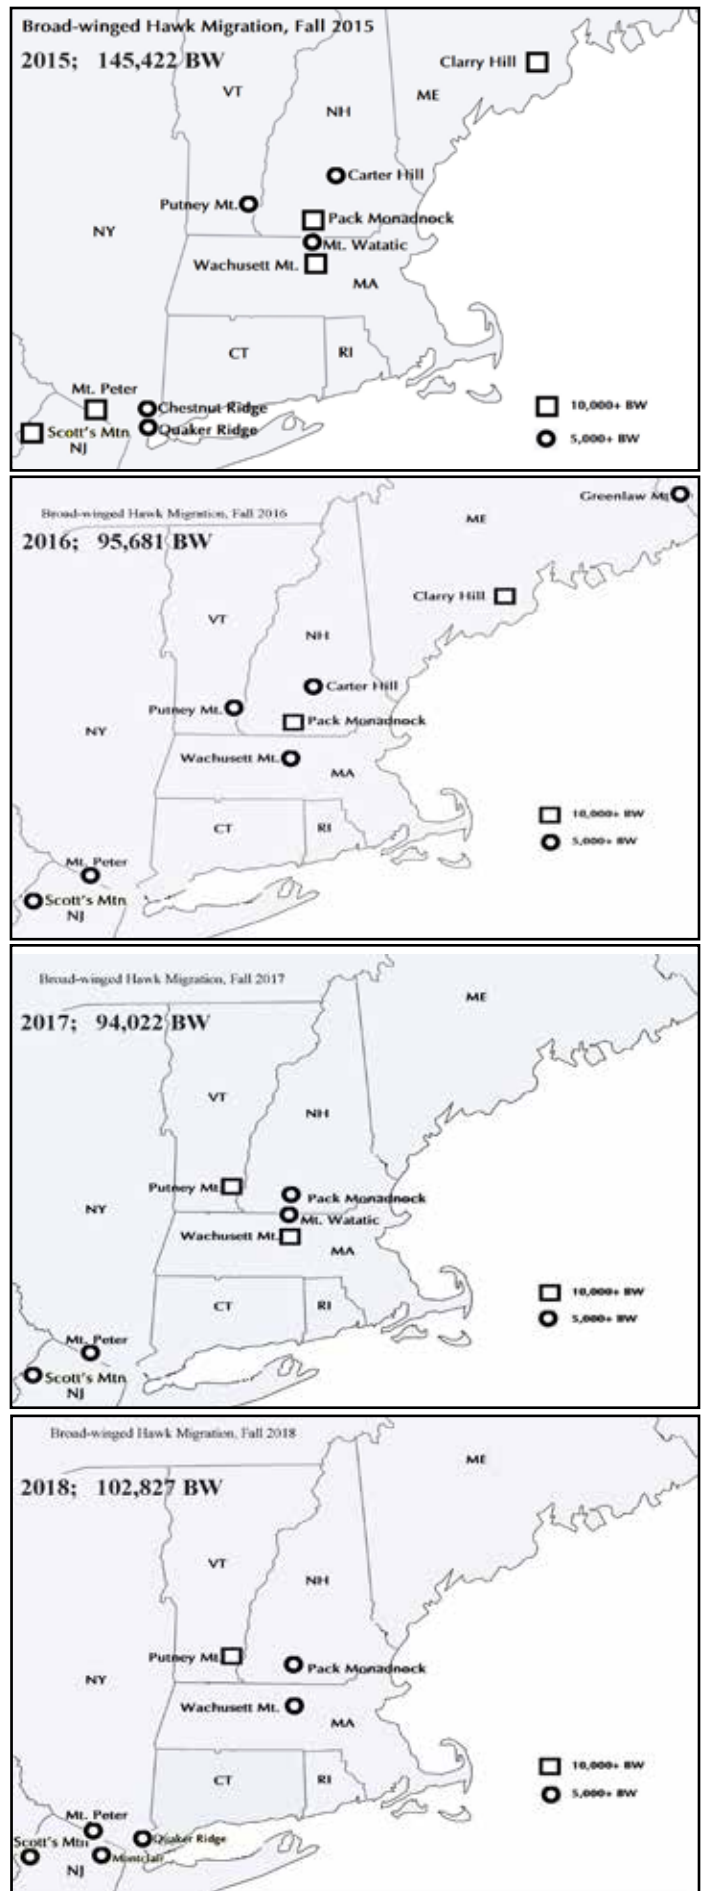 Broad-winged Hawk Migration, Fall 2015
2015; 145,422 BW
Clarry Hill
VT
ME
NH
Carter Hill
Putney Mt.
Pack Monadnock
NY
Mt. Watatic
Wachusett Mt.
MA
CT
RI
Mt. Peter
Chestnut Ridge
10,000+ BW
Scott's Mtn
Quaker Ridge
NJ
5,000+ BW
Greenlaw Mt
Broad-winged Hawk Migration, Fall 2016
ME
2016; 95,681 BW
Clarry Hill
VT
NH
Carter Hill
Putney Mt.
Pack Monadnock
NY
Wachusett Mt.
MA
10,000+ BW
CT
RI
5,000+ BW
Mt. Peter
Scott's Mtn
NJ
Broad-winged Hawk Migration, Fall 2017
ME
2017; 94,022 BW
VT
NH
Putney Mt.
Pack Monadnock
NY
Mt. Watatic
Wachusett Mt.
MA
10,000+ BW
CT
RI
5,000+ BW
Mt. Peter
Scott's Mtn
NJ
Broad-winged Hawk Migration, Fall 2018
ME
2018; 102,827 BW
VT
NH
Putney Mt.
Pack Monadnock
NY
Wachusett Mt.
MA
10,000+ BW
CT
RI
5,000+ BW
Mt. Peter
Scott's Mtn
Quaker Ridge
Montclair
NJ